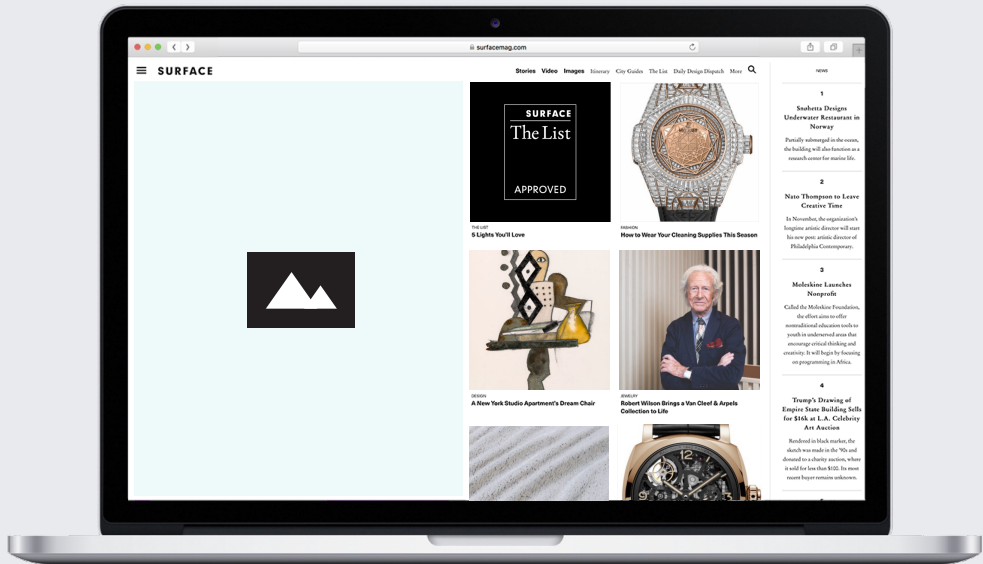 surfacemag.com
SURFACE
Stories Video Images Itinerary City Guides The List Daily Design Dispatch More
SURFACE
The List
APPROVED
THE LIST
5 Lights You'll Love
FASHION
How to Wear Your Cleaning Supplies This Season
DESIGN
A New York Studio Apartment's Dream Chair
JEWELRY
Robert Wilson Brings a Van Cleef & Arpels
Collection to Life
12
NEWS
1
Snøhetta Designs
Underwater Restaurant in
Norway
Partially submerged in the ocean,
the building will also function as a
research center for marine life.
2
Nato Thompson to Leave
Creative Time
In November, the organization's
longtime artistic director will start
his new post: artistic director of
Philadelphia Contemporary.
3
Moleskine Launches
Nonprofit
Called the Moleskine Foundation,
the effort aims to offer
nontraditional education tools to
youth in underserved areas that
encourage critical thinking and
creativity. It will begin by focusing
on programming in Africa.
4
Trump's Drawing of
Empire State Building Sells
for $16k at L.A. Celebrity
Art Auction
Rendered in black marker, the
sketch was made in the '90s and
donated to a charity auction, where
it sold for less than $100. Its most
recent buyer remains unknown.